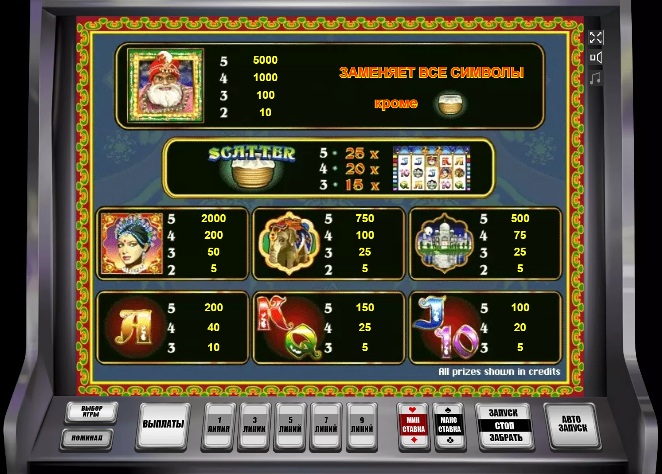 5 5000
4 1000
3 100
2 10
ЗАМЕНЯЕТ ВСЕ СИМВОЛЫ
кроме
SCATTER
5 • 25 x
4 • 20 x
3 • 15 x
5 2000
4 200
3 50
2 5
5 750
4 100
3 25
2 5
5 500
4 75
3 25
2 5
A
5 200
4 40
3 10
K Q
5 150
4 25
3 5
J 10
5 100
4 20
3 5
All prizes shown in credits
ВЫБОР
ИГРЫ
НОМИНАЛ
ВЫПЛАТЫ
1
ЛИНИЯ
3
ЛИНИИ
5
ЛИНИЙ
7
ЛИНИЙ
9
ЛИНИЙ
МИН
СТАВКА
МАКС
СТАВКА
ЗАПУСК
СТОП
ЗАБРАТЬ
АВТО
ЗАПУСК